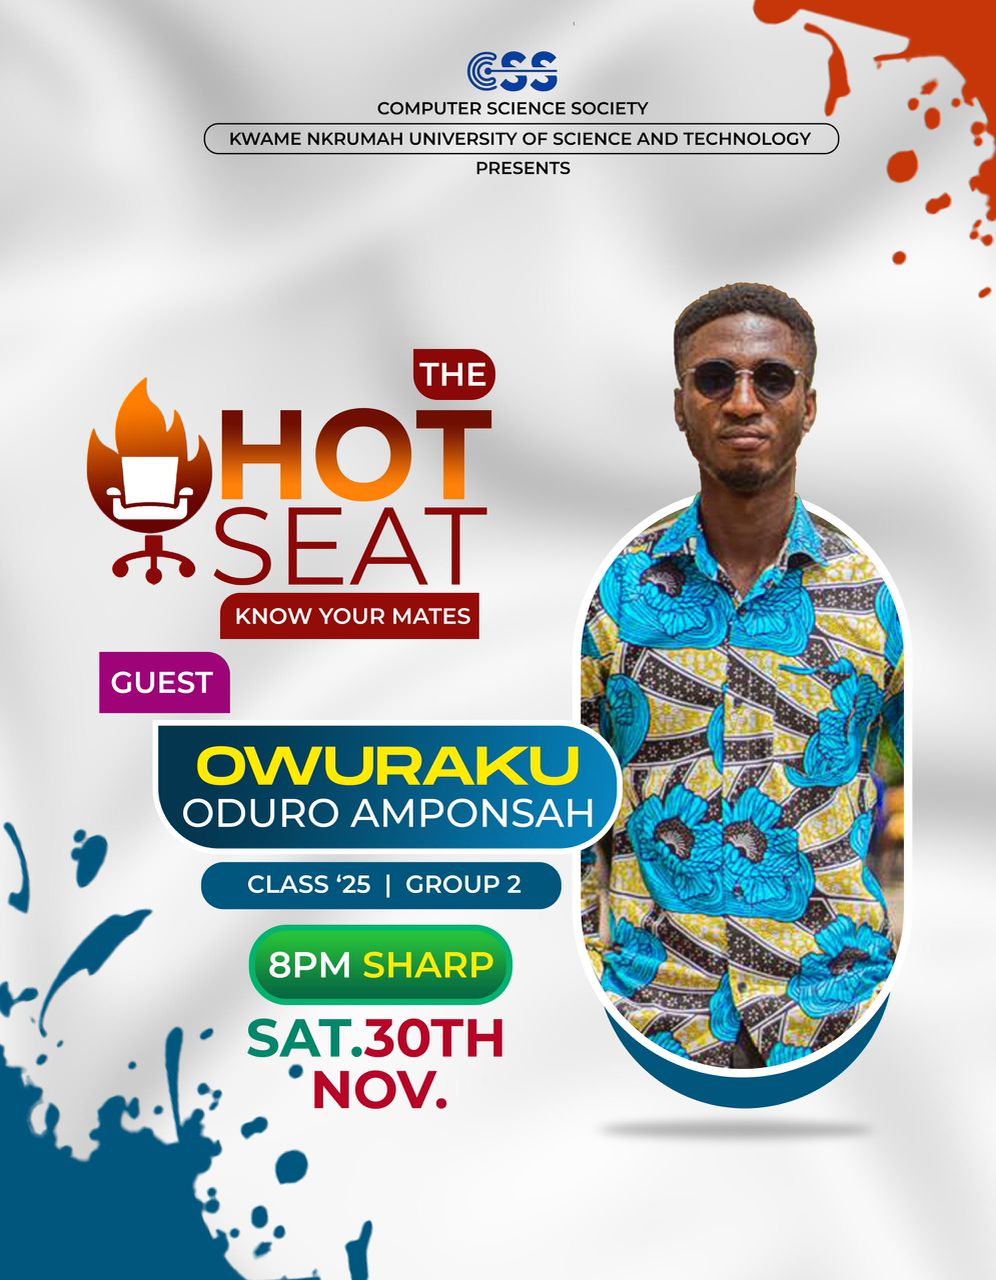 CSS
COMPUTER SCIENCE SOCIETY
KWAME NKRUMAH UNIVERSITY OF SCIENCE AND TECHNOLOGY
PRESENTS
THE
HOT
SEAT
KNOW YOUR MATES
GUEST
OWURAKU
ODURO AMPONSAH
CLASS ‘25 | GROUP 2
8PM SHARP
SAT.30TH
NOV.